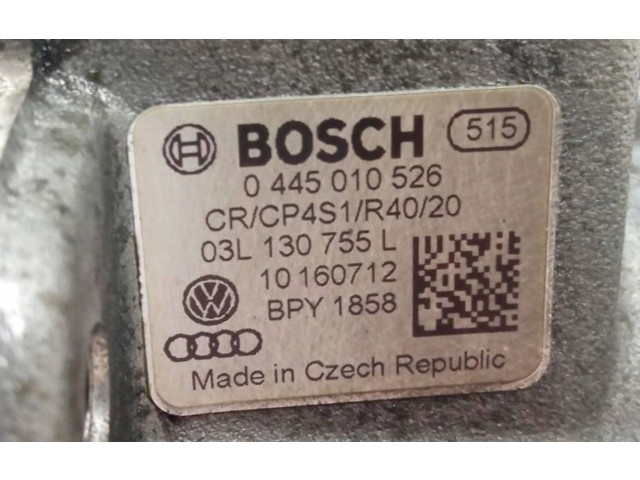 BOSCH 515
0 445 010 526
CR/CP4S1/R40/20
03L 130 755 L
10 160712
BPY 1858
Made in Czech Republic